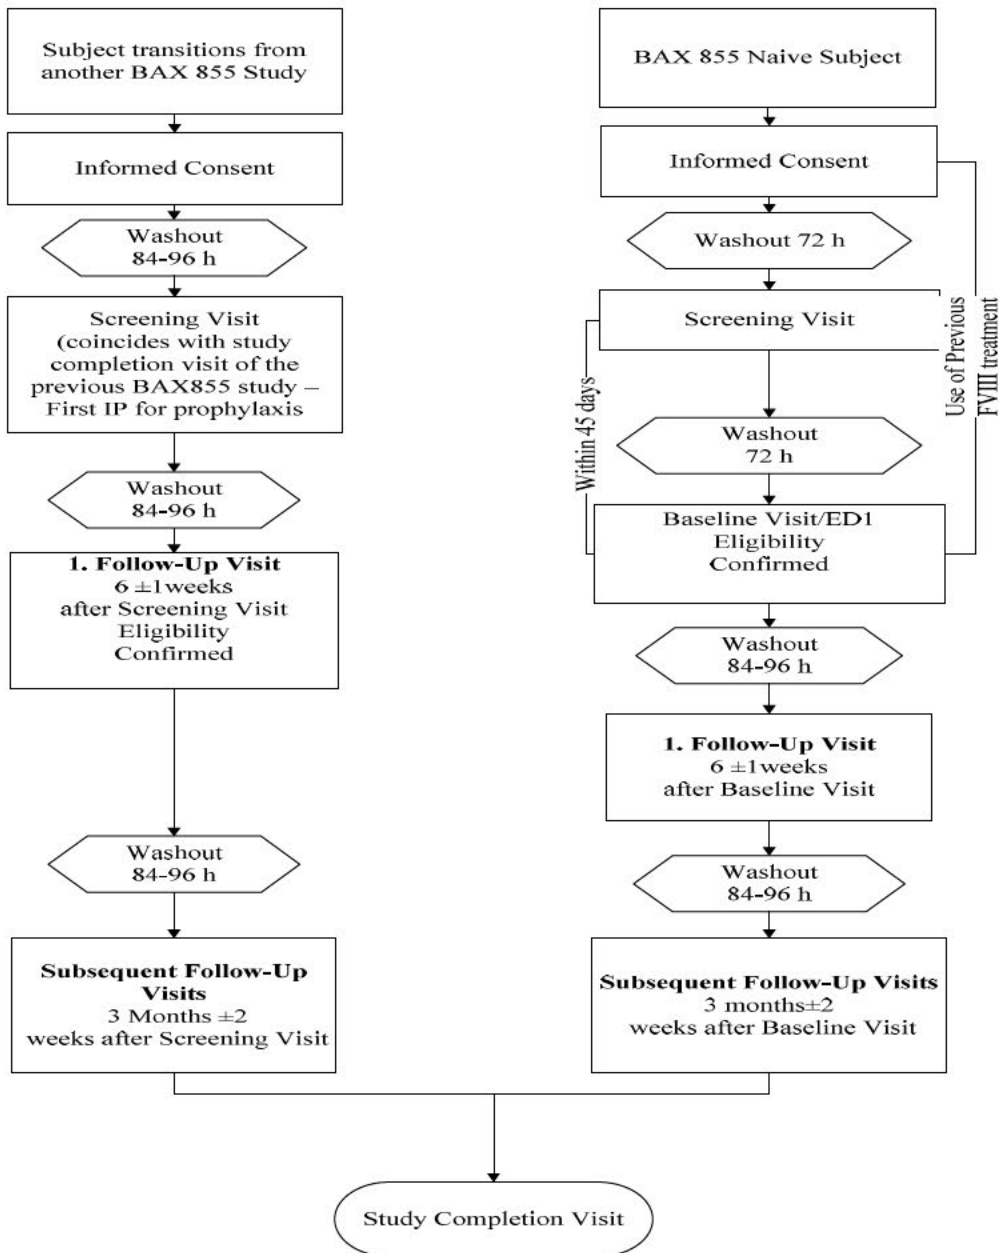 Subject transitions from
another BAX 855 Study
Informed Consent
Washout
84-96 h
Screening Visit
(coincides with study
completion visit of the
previous BAX855 study –
First IP for prophylaxis
Washout
84-96 h
1. Follow-Up Visit
6 ±1weeks
after Screening Visit
Eligibility
Confirmed
Washout
84-96 h
Subsequent Follow-Up
Visits
3 Months ±2
weeks after Screening Visit
BAX 855 Naive Subject
Informed Consent
Washout 72 h
Screening Visit
Use of Previous
FVIII treatment
Within 45 days
Washout
72 h
Baseline Visit/ED1
Eligibility
Confirmed
Washout
84-96 h
1. Follow-Up Visit
6 ±1weeks
after Baseline Visit
Washout
84-96 h
Subsequent Follow-Up Visits
3 months±2
weeks after Baseline Visit
Study Completion Visit